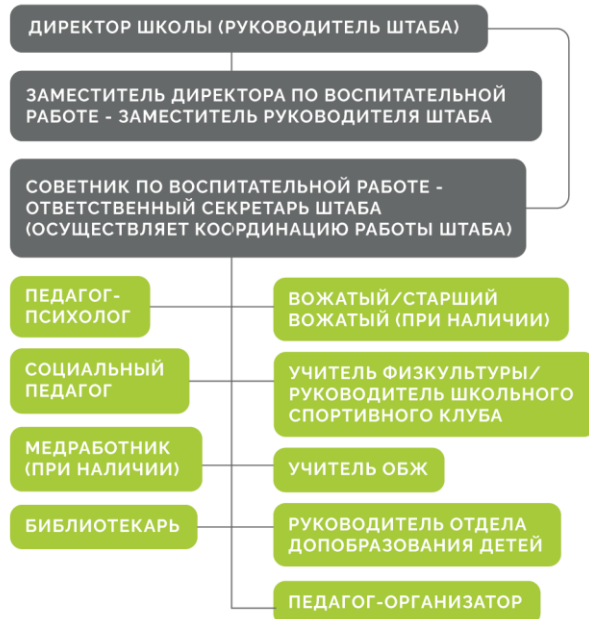 ДИРЕКТОР ШКОЛЫ (РУКОВОДИТЕЛЬ ШТАБА)
ЗАМЕСТИТЕЛЬ ДИРЕКТОРА ПО ВОСПИТАТЕЛЬНОЙ
РАБОТЕ - ЗАМЕСТИТЕЛЬ РУКОВОДИТЕЛЯ ШТАБА
СОВЕТНИК ПО ВОСПИТАТЕЛЬНОЙ РАБОТЕ -
ОТВЕТСТВЕННЫЙ СЕКРЕТАРЬ ШТАБА
(ОСУЩЕСТВЛЯЕТ КООРДИНАЦИЮ РАБОТЫ ШТАБА)
ПЕДАГОГ-
ПСИХОЛОГ
ВОЖАТЫЙ/СТАРШИЙ
ВОЖАТЫЙ (ПРИ НАЛИЧИИ)
СОЦИАЛЬНЫЙ
ПЕДАГОГ
УЧИТЕЛЬ ФИЗКУЛЬТУРЫ/
РУКОВОДИТЕЛЬ ШКОЛЬНОГО
СПОРТИВНОГО КЛУБА
МЕДРАБОТНИК
(ПРИ НАЛИЧИИ)
УЧИТЕЛЬ ОБЖ
БИБЛИОТЕКАРЬ
РУКОВОДИТЕЛЬ ОТДЕЛА
ДОПОБРАЗОВАНИЯ ДЕТЕЙ
ПЕДАГОГ-ОРГАНИЗАТОР